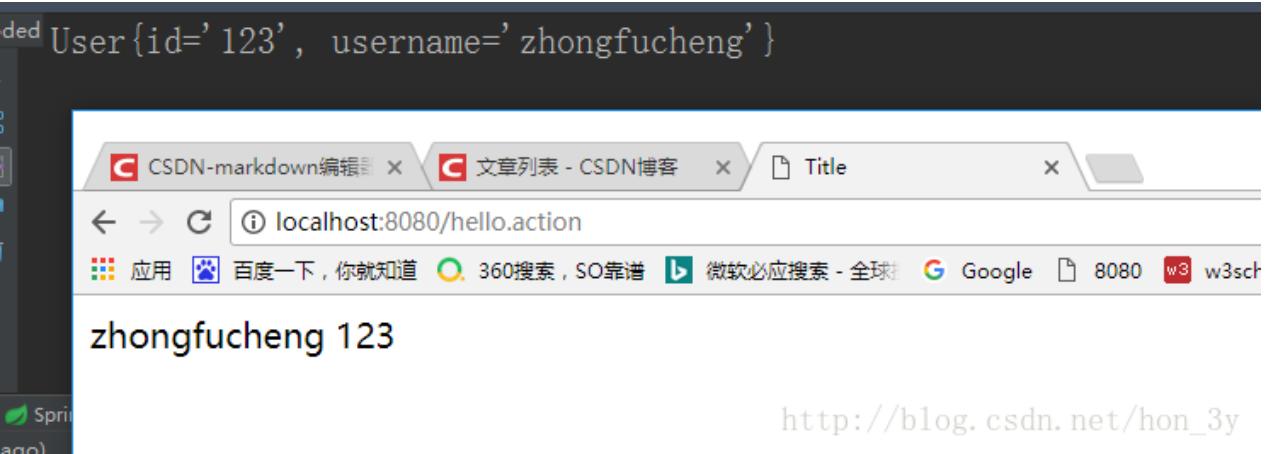 User{id='123', username='zhongfucheng'}
CSDN-markdown编辑 文章列表 - CSDN博客 Title
localhost:8080/hello.action
应用 百度一下，你就知道 360搜索，SO靠谱 微软必应搜索 - 全球 Google 8080 w3 w3sch
zhongfucheng 123
Spri
http://blog.csdn.net/hon_3y
ago)